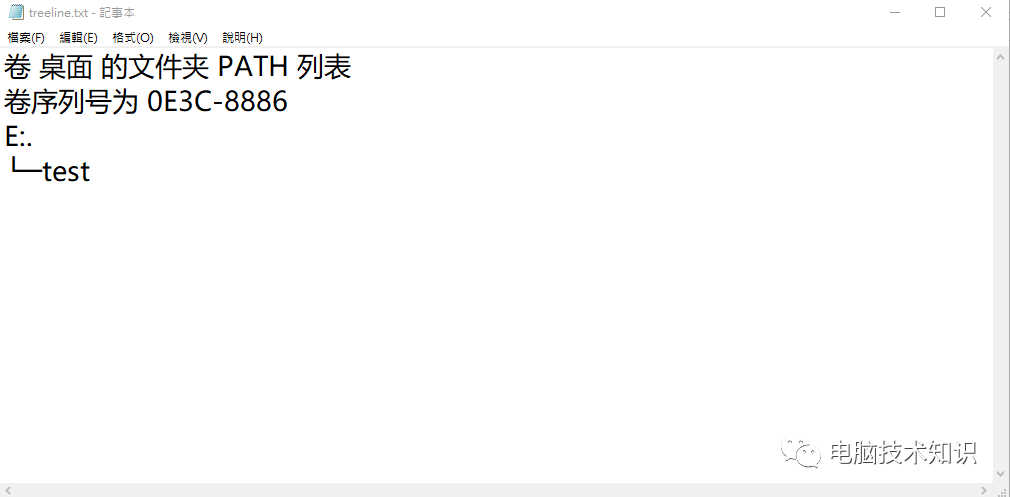 treeline.txt - 記事本
檔案(F) 編輯(E) 格式(O) 檢視(V) 說明(H)
卷 桌面 的文件夹 PATH 列表
卷序列号为 0E3C-8886
E:.
└─test
电脑技术知识